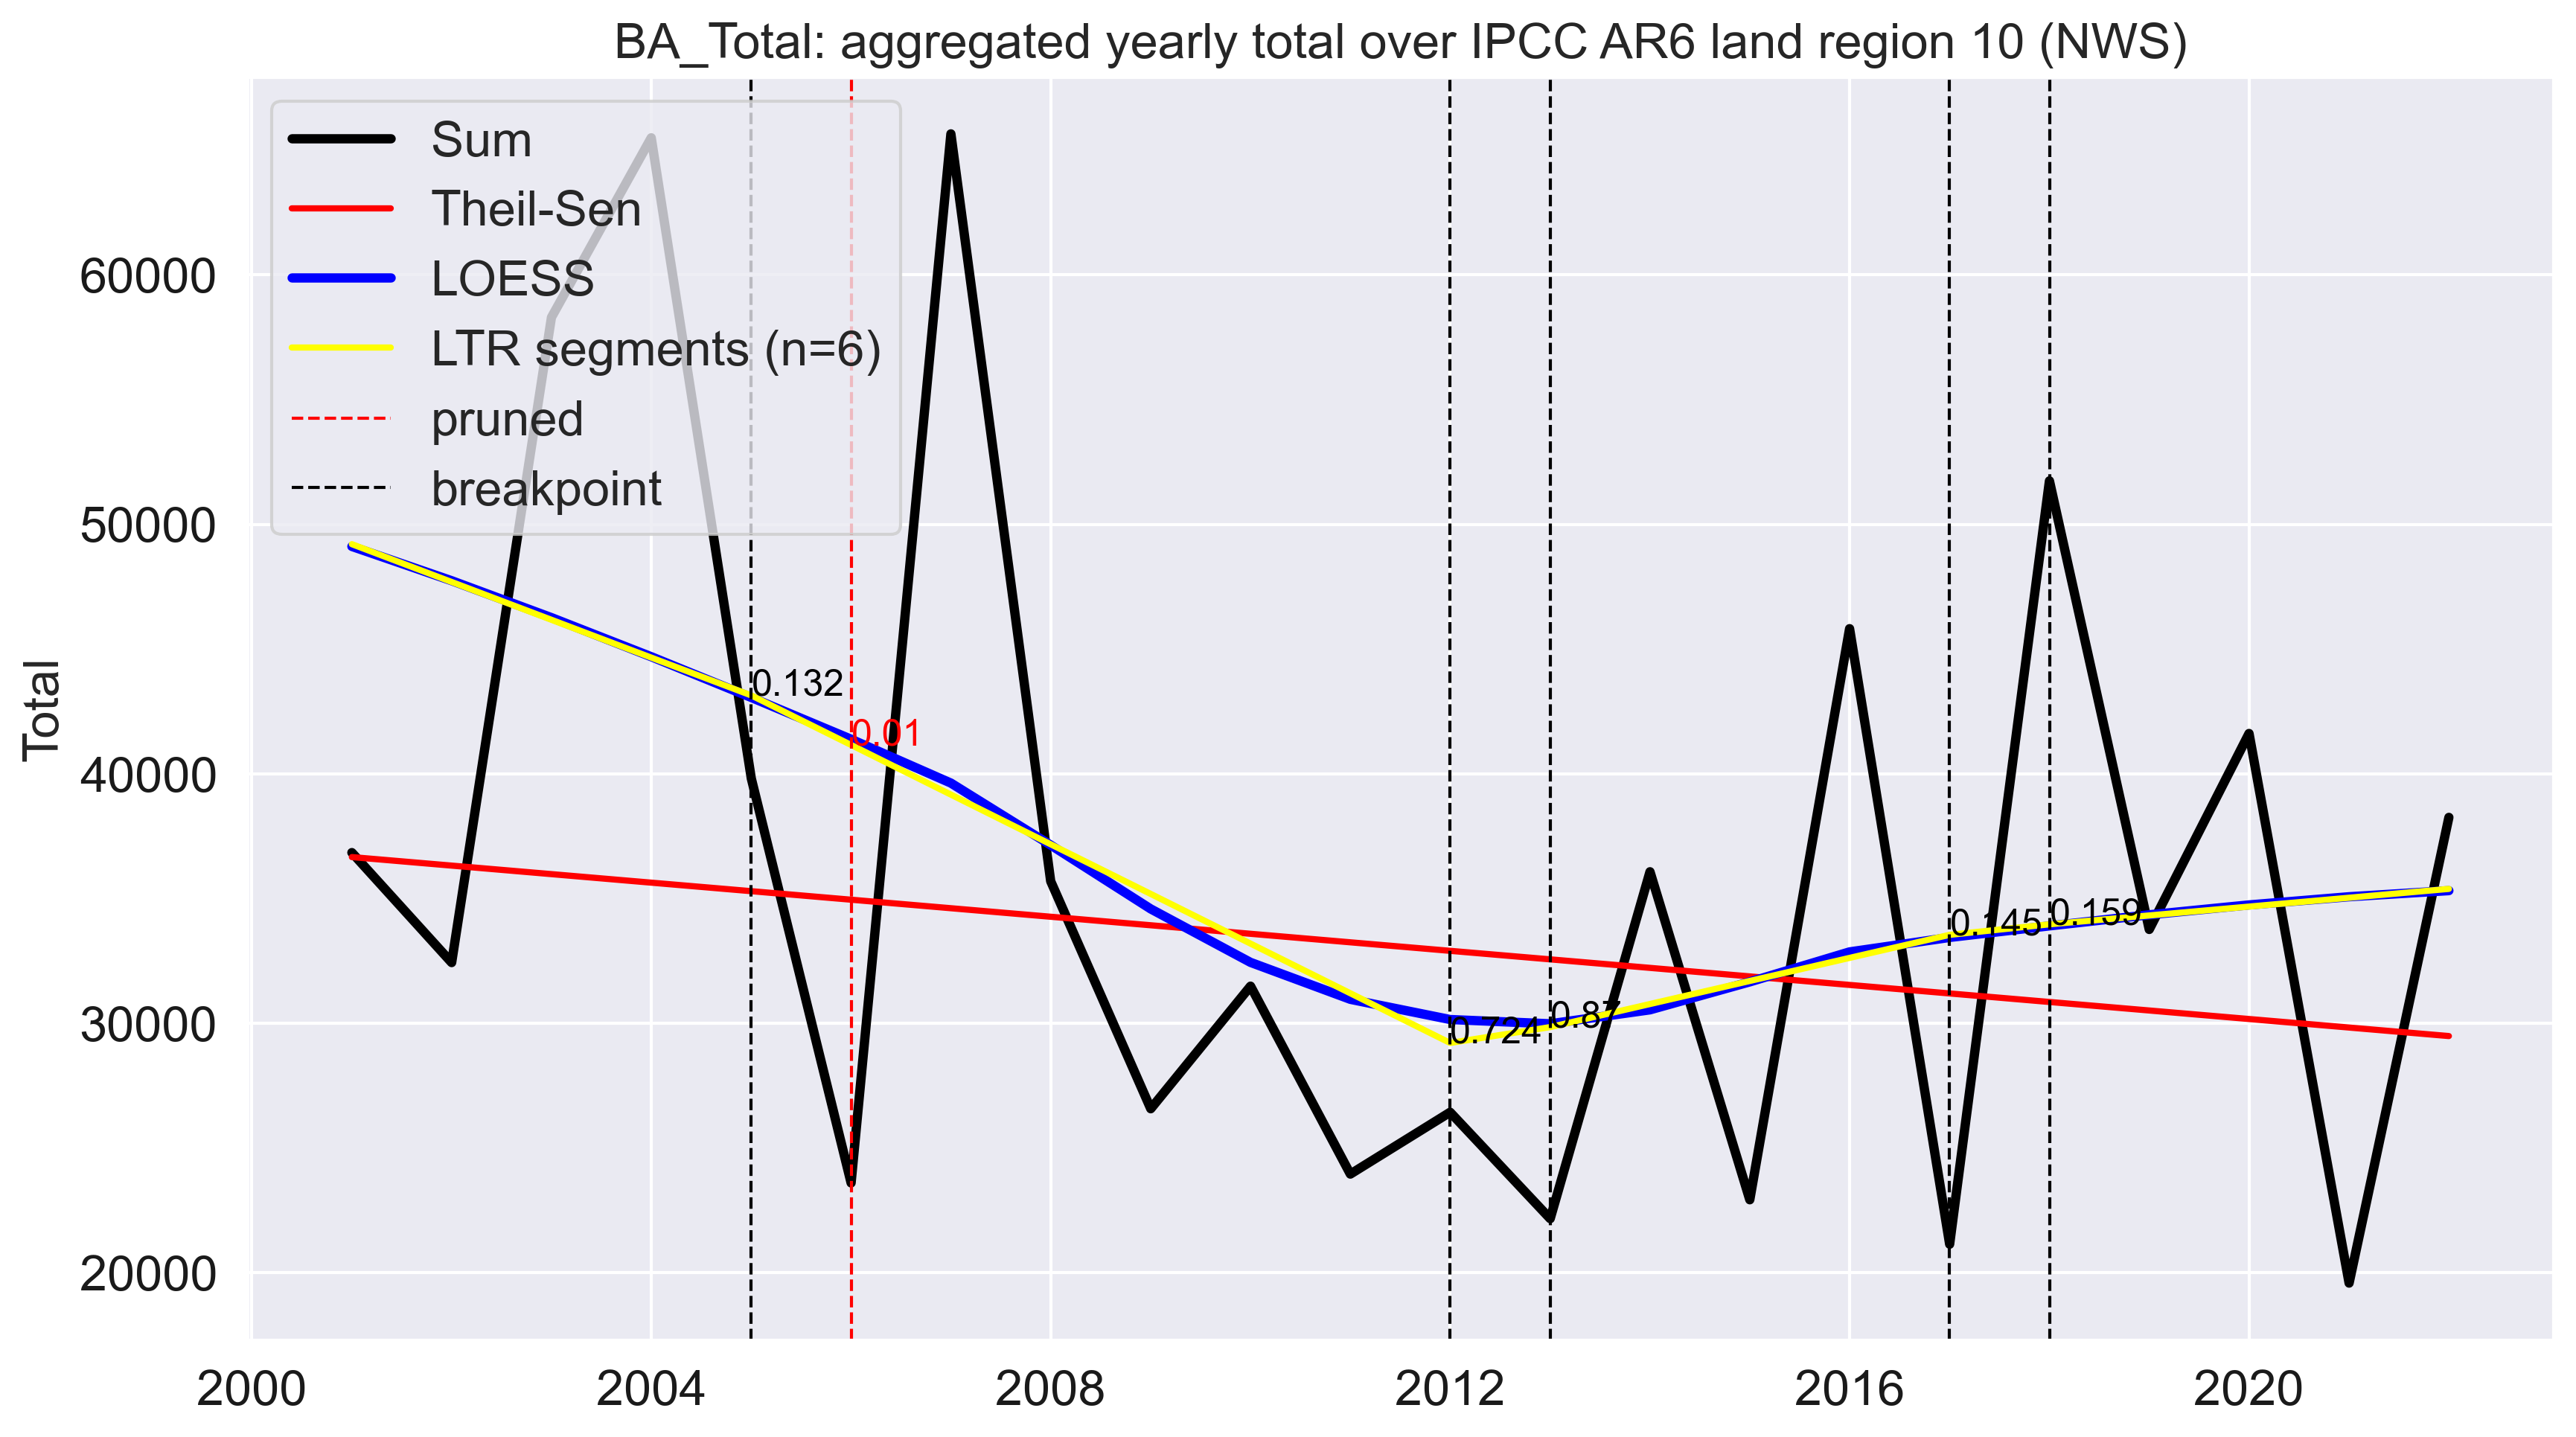 BA_Total: aggregated yearly total over IPCC AR6 land region 10 (NWS)
Sum
Theil-Sen
LOESS
LTR segments (n=6)
pruned
breakpoint
Total
60000
50000
40000
30000
20000
0.132
0.01
0.724
0.87
0.145
0.159
2000
2004
2008
2012
2016
2020